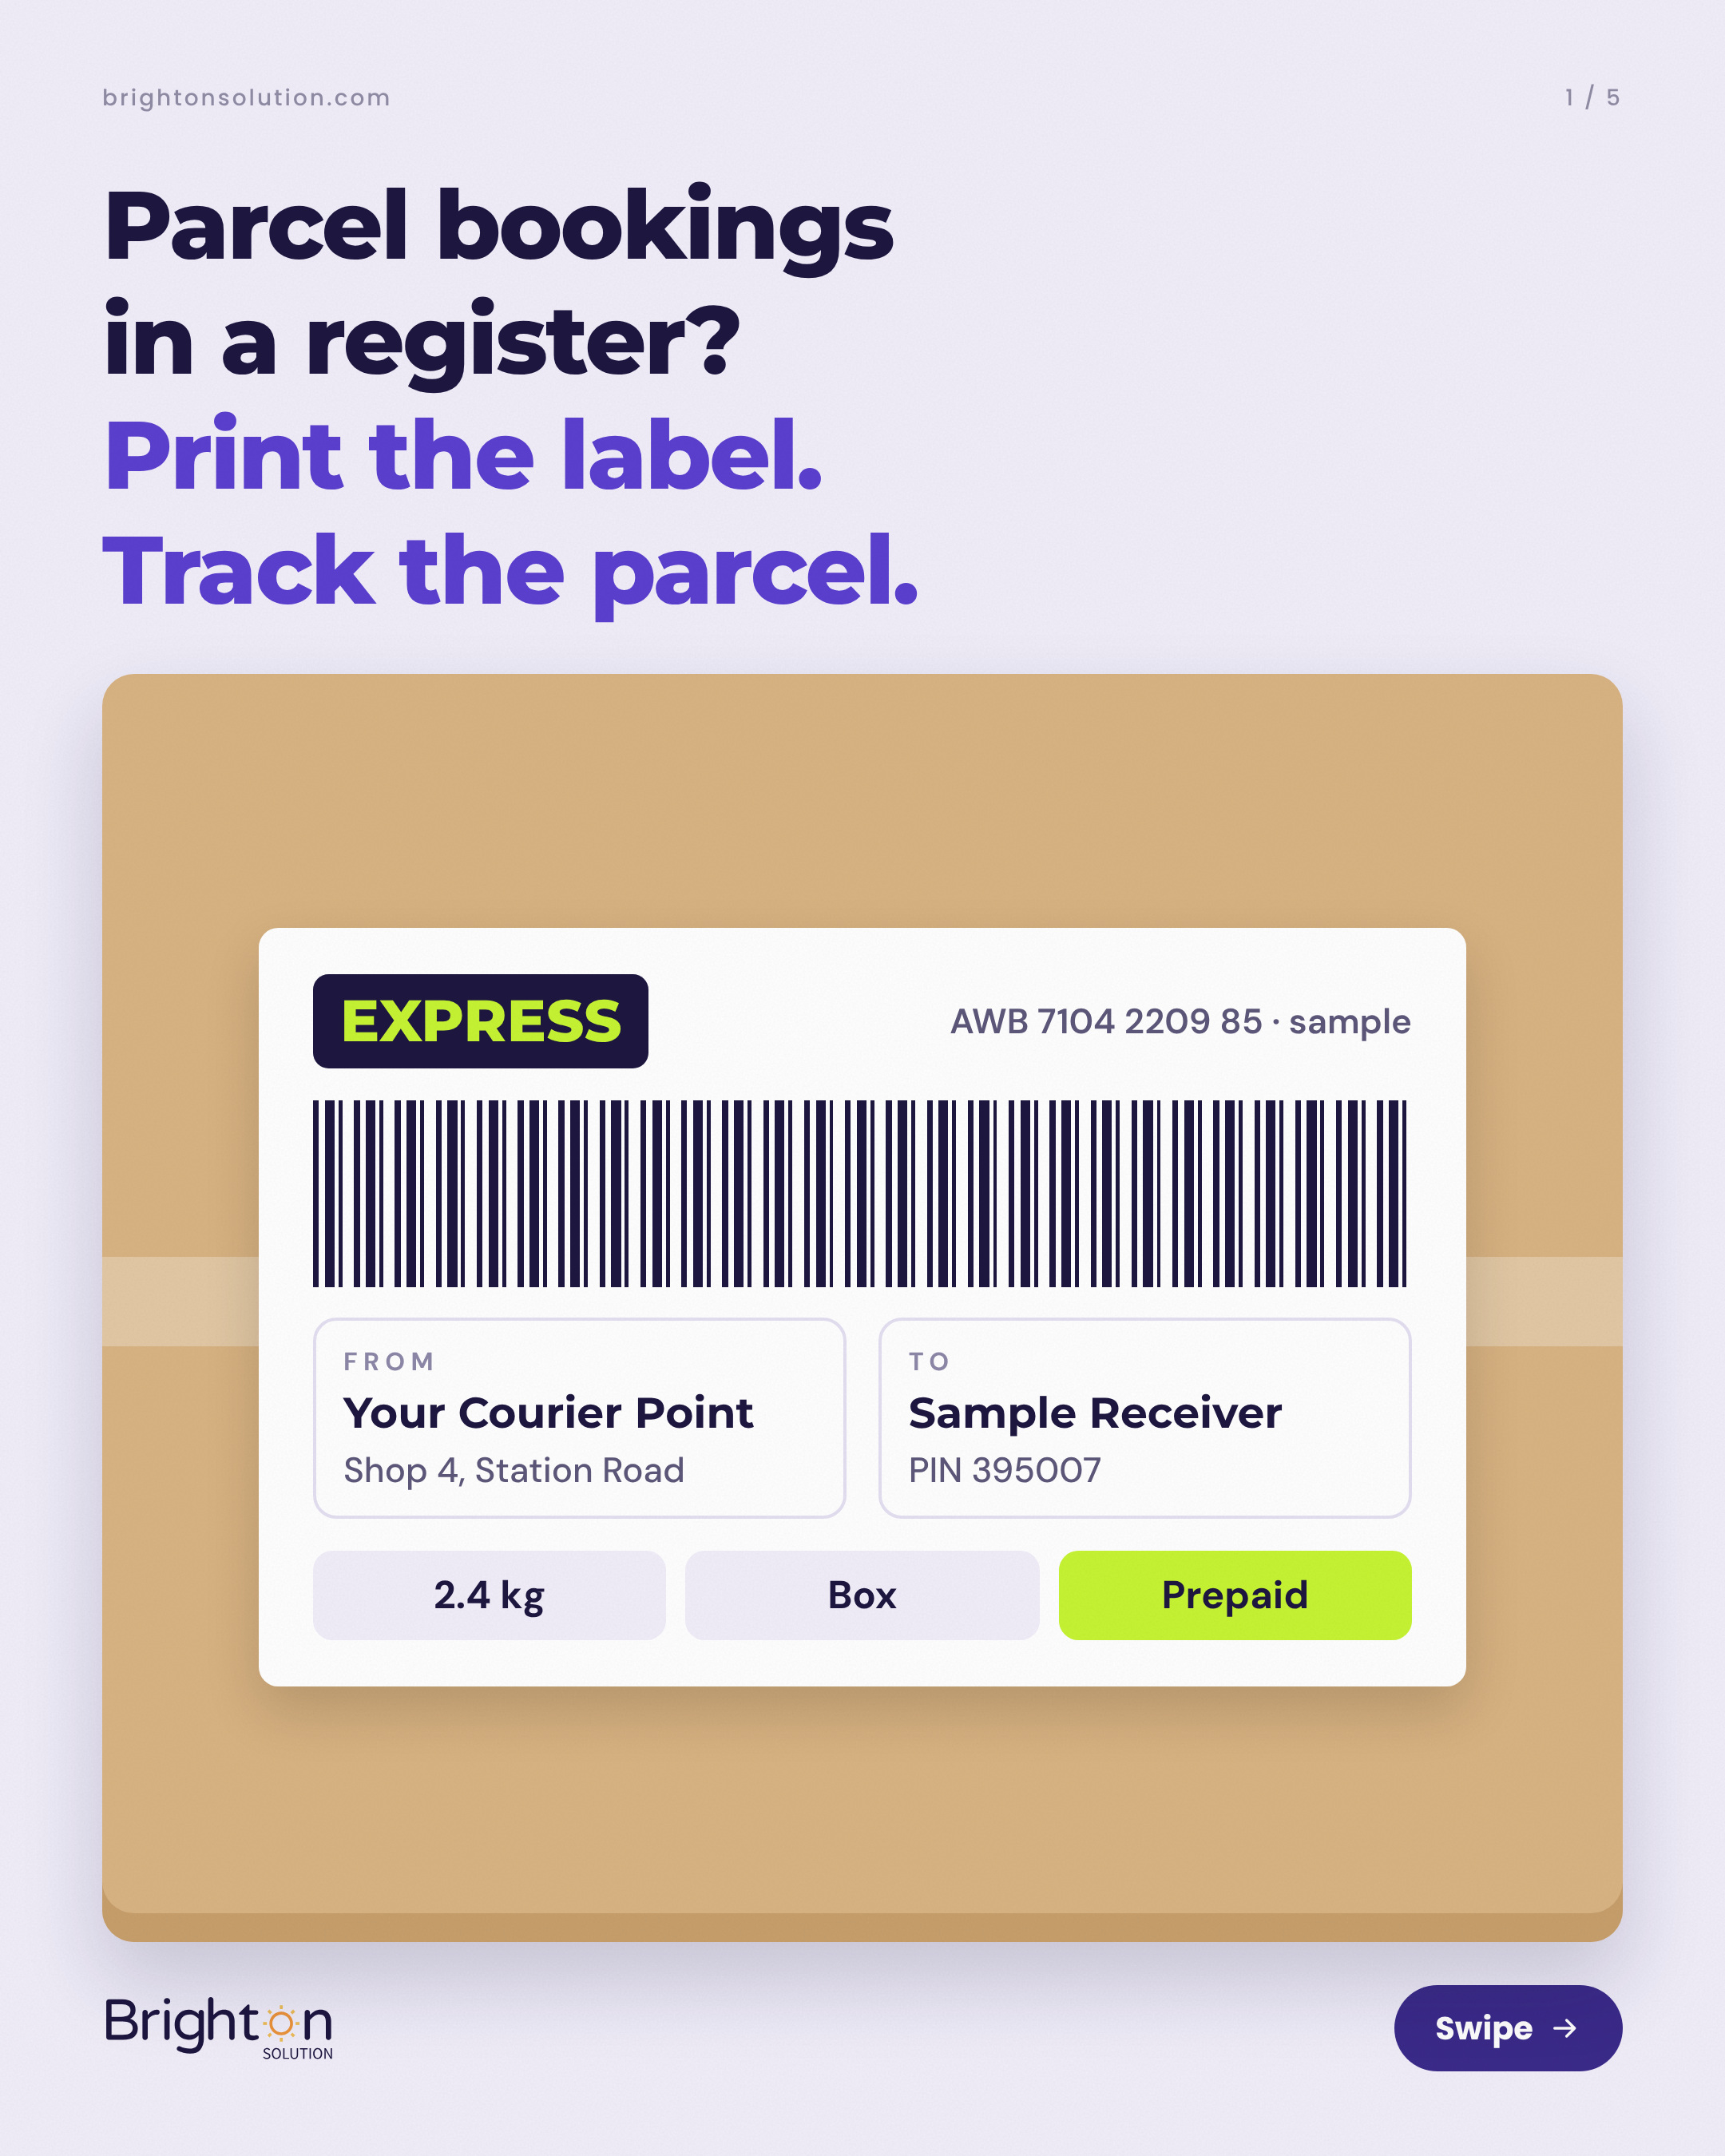 brightonsolution.com
1 / 5
Parcel bookings
in a register?
Print the label.
Track the parcel.
EXPRESS
AWB 7104 2209 85 · sample
FROM
Your Courier Point
Shop 4, Station Road
TO
Sample Receiver
PIN 395007
2.4 kg
Box
Prepaid
Brighton
SOLUTION
Swipe →